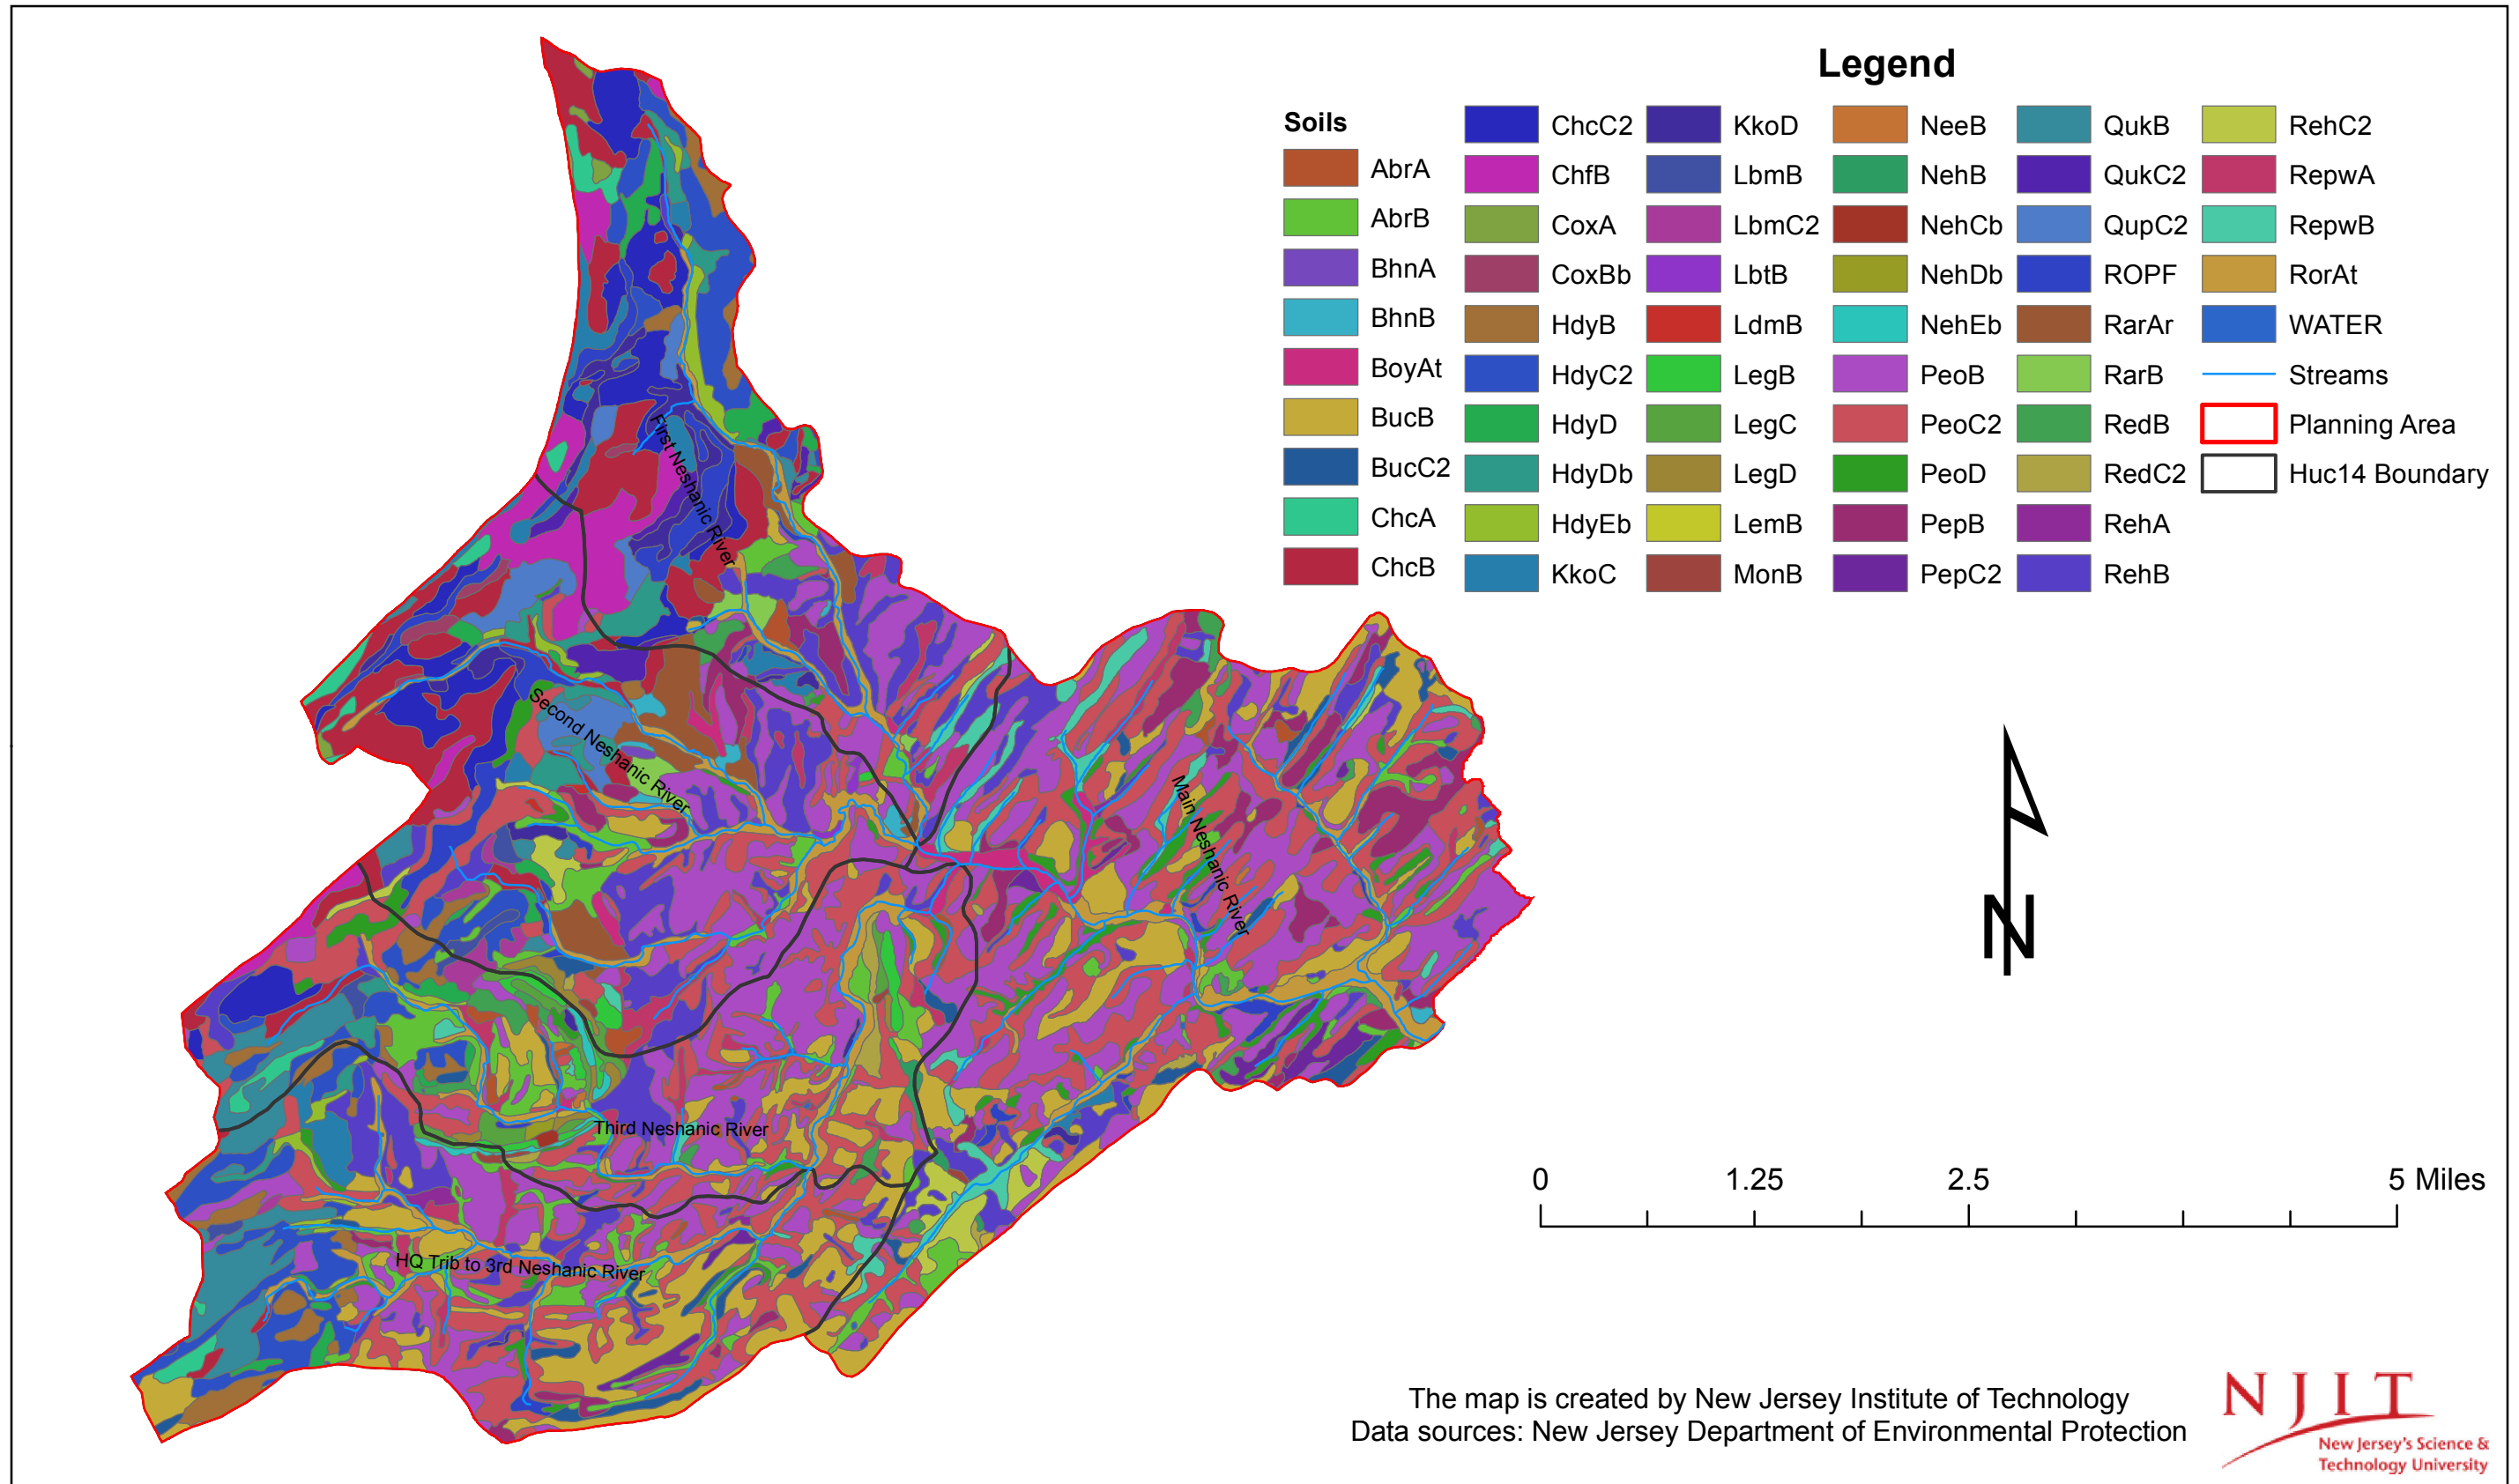 Legend
Soils
AbrA
AbrB
BhnA
BhnB
BoyAt
BucB
BucC2
ChcA
ChcB
ChcC2
ChfB
CoxA
CoxBb
HdyB
HdyC2
HdyD
HdyDb
HdyEb
KkoC
KkoD
LbmB
LbmC2
LbtB
LdmB
LegB
LegC
LegD
LemB
MonB
NeeB
NehB
NehCb
NehDb
NehEb
PeoB
PeoC2
PeoD
PepB
PepC2
QukB
QukC2
QupC2
ROPF
RarAr
RarB
RedB
RedC2
RehA
RehB
RehC2
RepwA
RepwB
RorAt
WATER
Streams
Planning Area
Huc14 Boundary
First Neshanic River
Second Neshanic River
Main Neshanic River
Third Neshanic River
HQ Trib to 3rd Neshanic River
N
0 1.25 2.5 5 Miles
The map is created by New Jersey Institute of Technology
Data sources: New Jersey Department of Environmental Protection
NJIT
New Jersey's Science &
Technology University